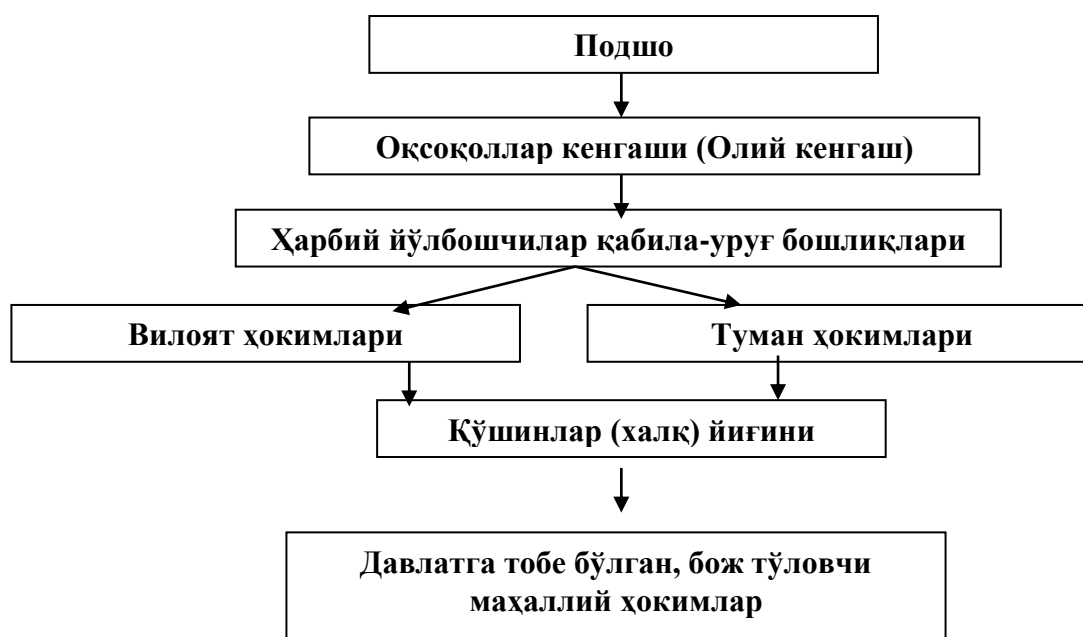 Подшо
Оқсоқоллар кенгаши (Олий кенгаш)
Ҳарбий йўлбошчилар қабила-уруғ бошлиқлари
Вилоят ҳокимлари
Туман ҳокимлари
Қўшинлар (халқ) йиғини
Давлатга тобе бўлган, бож тўловчи
маҳаллий ҳокимлар